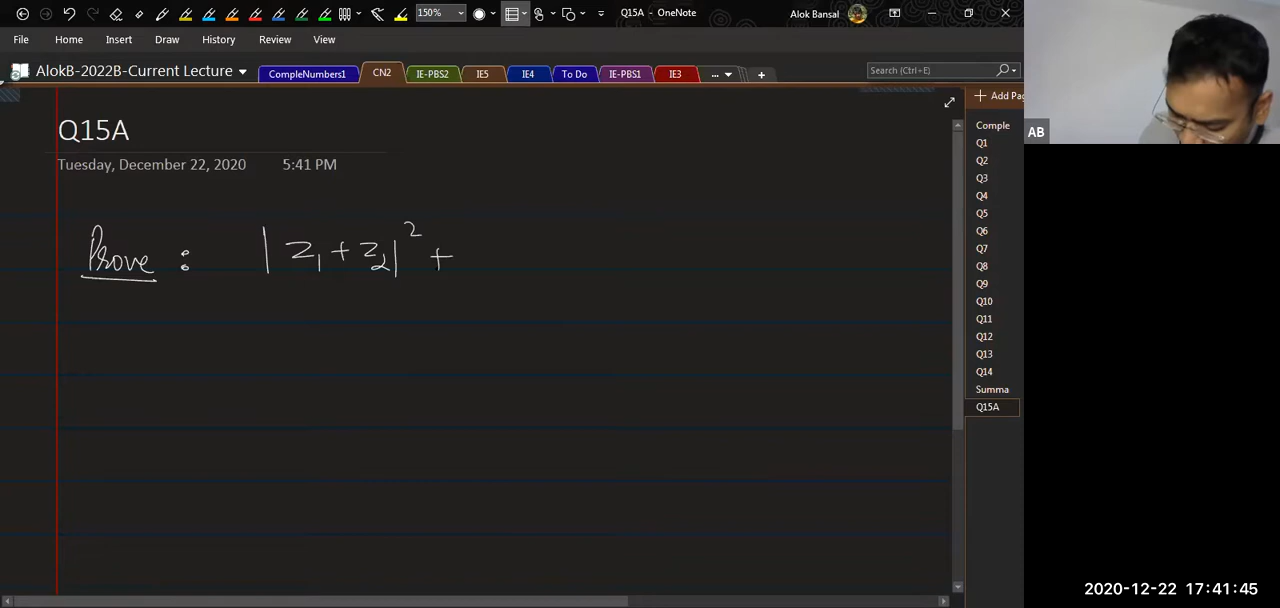 150%
Q15A - OneNote
Alok Bansal
File Home Insert Draw History Review View
AlokB-2022B-Current Lecture
CompleNumbers1 CN2 IE-PBS2 IE5 IE4 To Do IE-PBS1 IE3 ... +
Search (Ctrl+E)
Add Pag
Q15A
Tuesday, December 22, 2020 5:41 PM
Prove : |z₁ + z₂|² +
Comple
Q1
Q2
Q3
Q4
Q5
Q6
Q7
Q8
Q9
Q10
Q11
Q12
Q13
Q14
Summa
Q15A
AB
2020-12-22 17:41:45